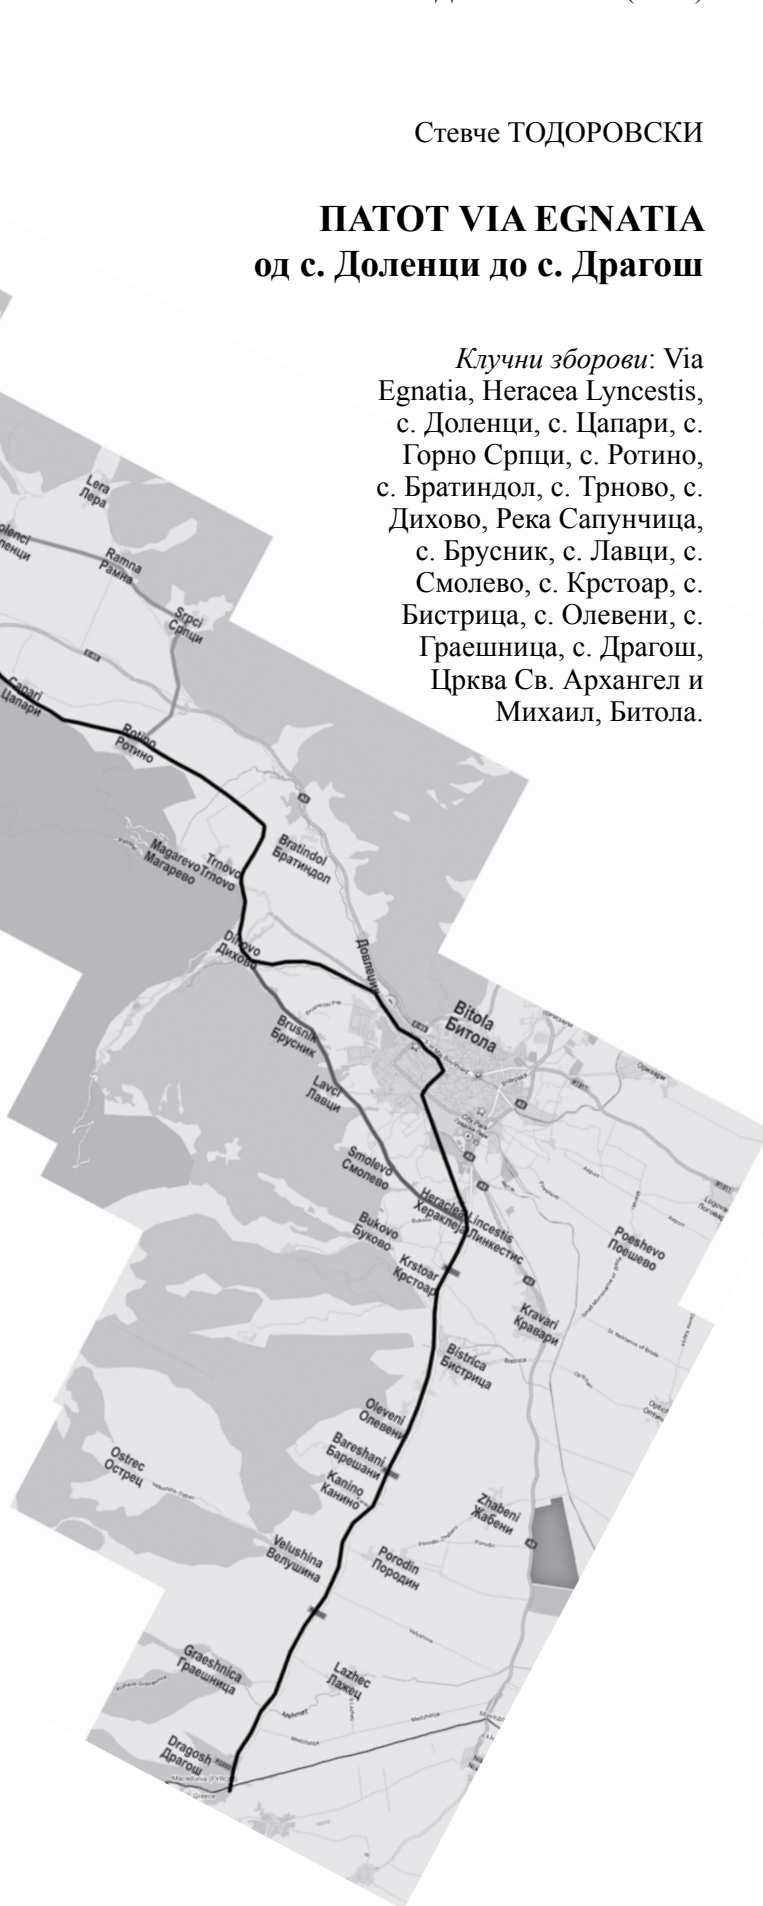 Стевче ТОДОРОВСКИ
ПАТОТ VIA EGNATIA
од с. Доленци до с. Драгош
Клучни зборови: Via
Egnatia, Heracea Lyncestis,
с. Доленци, с. Цапари, с.
Горно Српци, с. Ротино,
с. Братиндол, с. Трново, с.
Дихово, Река Сапунчица,
с. Брусник, с. Лавци, с.
Смолево, с. Крстоар, с.
Бистрица, с. Олевени, с.
Граешница, с. Драгош,
Црква Св. Архангел и
Михаил, Битола.
Lera
Лера
Ramna
Рамна
Srpci
Српци
Capari
Цапари
Rotino
Ротино
Bratindol
Братиндол
Magarevo
Магарево
Trnovo
Трново
Dihovo
Дихово
Довлеџик
Bitola
Битола
Brusnik
Брусник
Lavci
Лавци
City Park
Smolevo
Смолево
Heraclea Lincestis
Хераклеја Линкестис
Bukovo
Буково
Poeshevo
Поешево
Krstoar
Крстоар
Kravari
Кравари
Bistrica
Бистрица
Oleveni
Олевени
Bareshani
Барешани
Ostrec
Острец
Kanino
Канино
Zhabeni
Жабени
Velushina
Велушина
Porodin
Породин
Graeshnica
Граешница
Lazhec
Лажец
Dragosh
Драгош
Greece